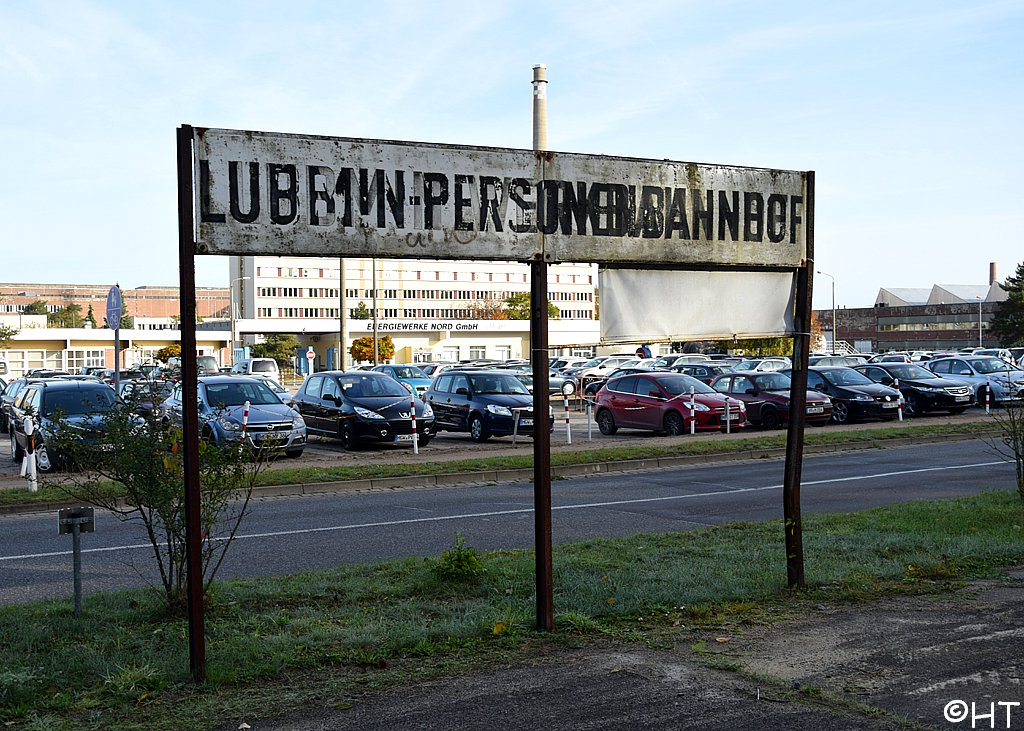 LUBMIN-PERSONENBAHNHOF
ENERGIEWERKE NORD GmbH
©HT